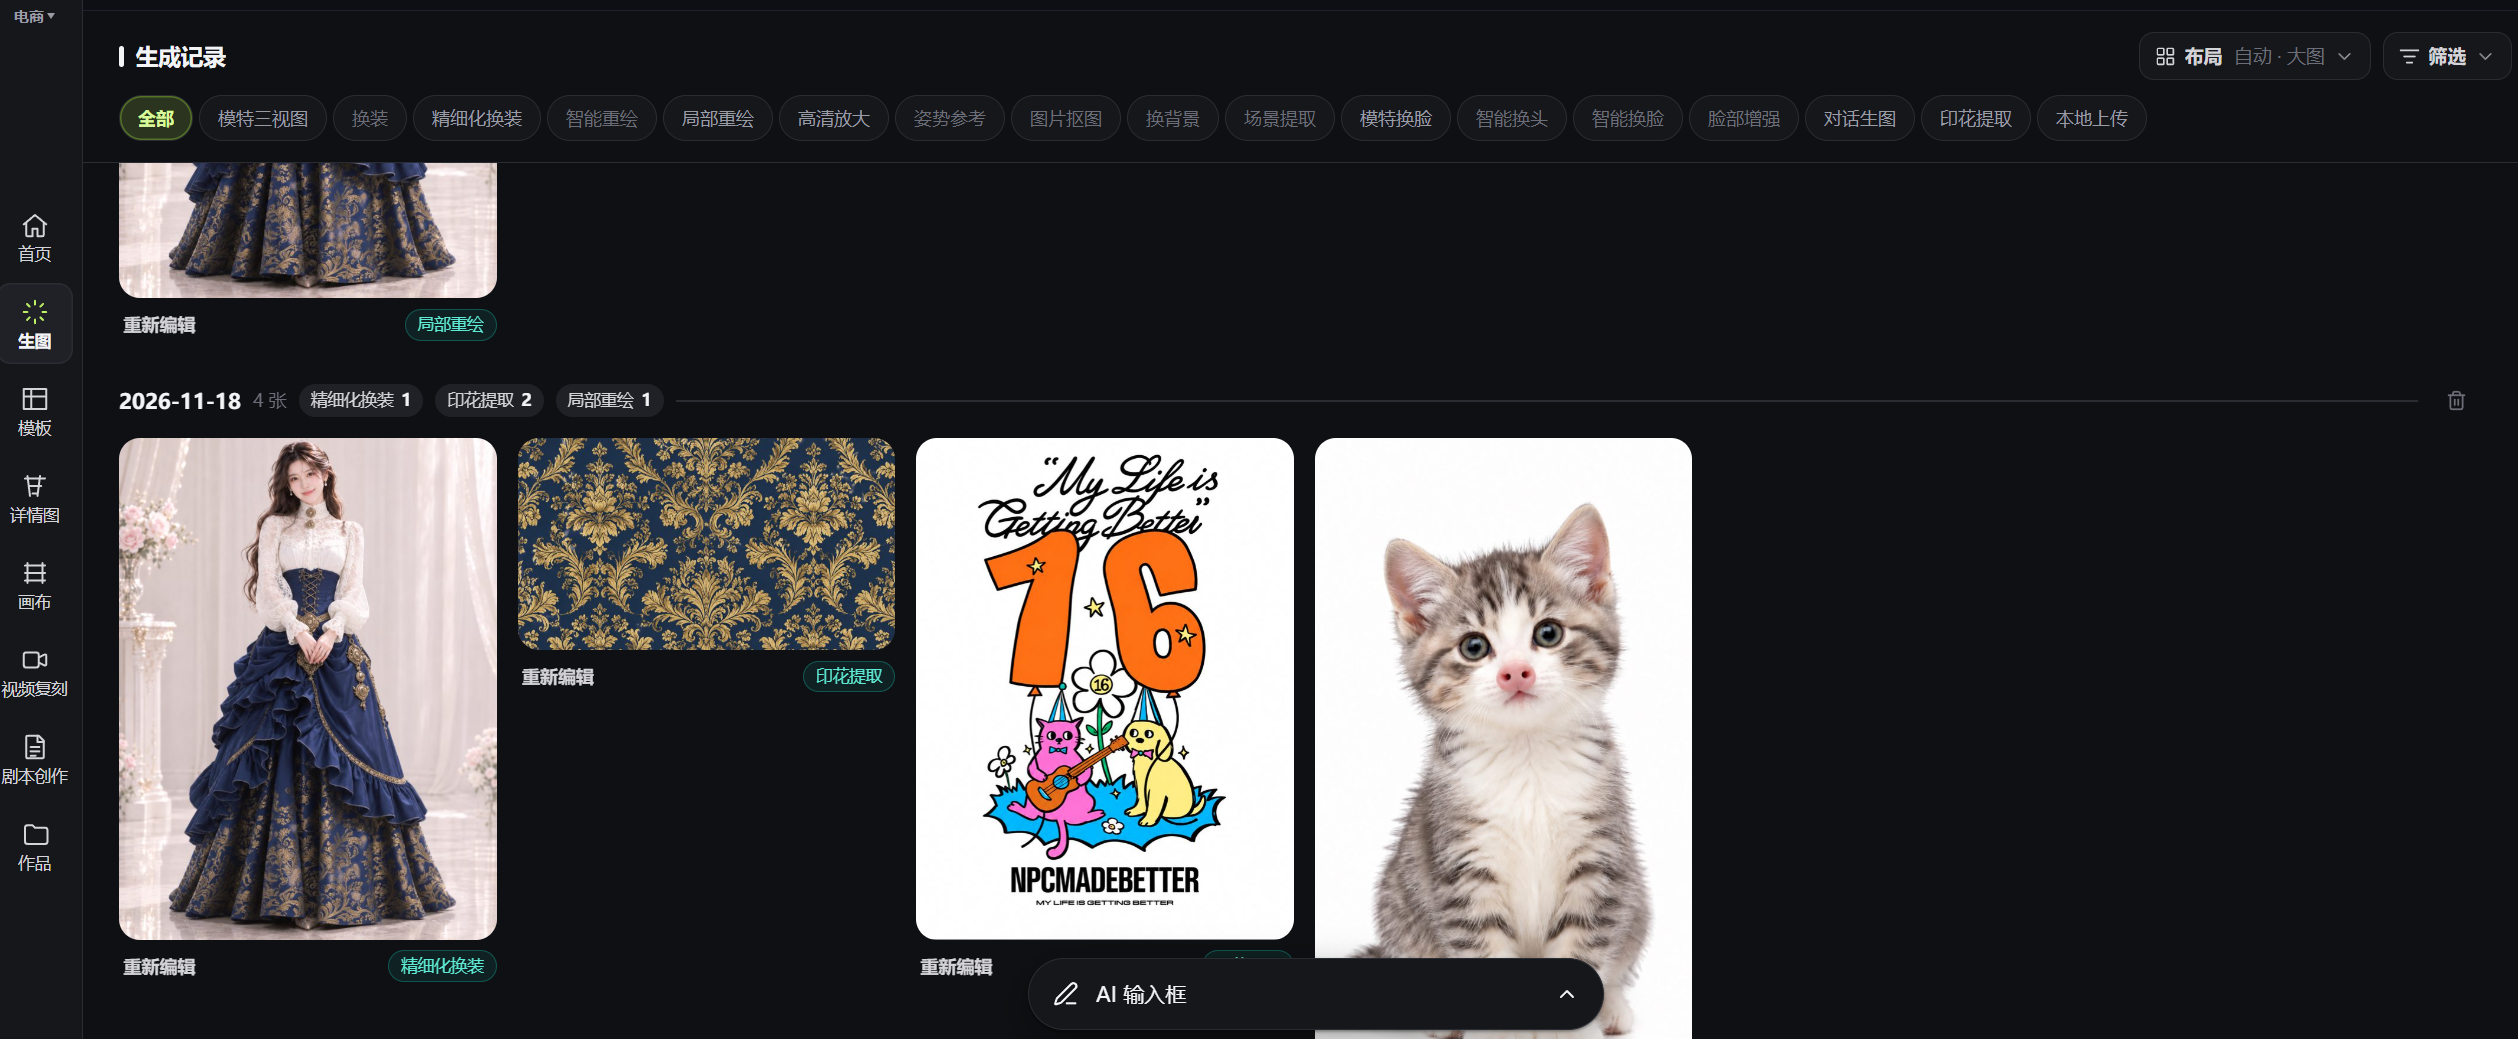 电商
生成记录
布局 自动 · 大图
筛选
全部 模特三视图 换装 精细化换装 智能重绘 局部重绘 高清放大 姿势参考 图片抠图 换背景 场景提取 模特换脸 智能换头 智能换脸 脸部增强 对话生图 印花提取 本地上传
首页
生图
模板
详情图
画布
视频复刻
剧本创作
作品
重新编辑 局部重绘
2026-11-18 4 张 精细化换装 1 印花提取 2 局部重绘 1
“My Life is
Getting Better”
76
16
NPCMADEBETTER
MY LIFE IS GETTING BETTER
重新编辑 印花提取
重新编辑 精细化换装
重新编辑
AI 输入框